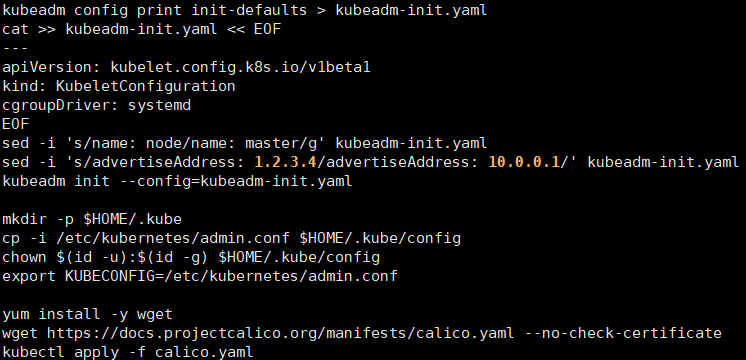 kubeadm config print init-defaults > kubeadm-init.yaml
cat >> kubeadm-init.yaml << EOF
---
apiVersion: kubelet.config.k8s.io/v1beta1
kind: KubeletConfiguration
cgroupDriver: systemd
EOF
sed -i 's/name: node/name: master/g' kubeadm-init.yaml
sed -i 's/advertiseAddress: 1.2.3.4/advertiseAddress: 10.0.0.1/' kubeadm-init.yaml
kubeadm init --config=kubeadm-init.yaml

mkdir -p $HOME/.kube
cp -i /etc/kubernetes/admin.conf $HOME/.kube/config
chown $(id -u):$(id -g) $HOME/.kube/config
export KUBECONFIG=/etc/kubernetes/admin.conf

yum install -y wget
wget https://docs.projectcalico.org/manifests/calico.yaml --no-check-certificate
kubectl apply -f calico.yaml